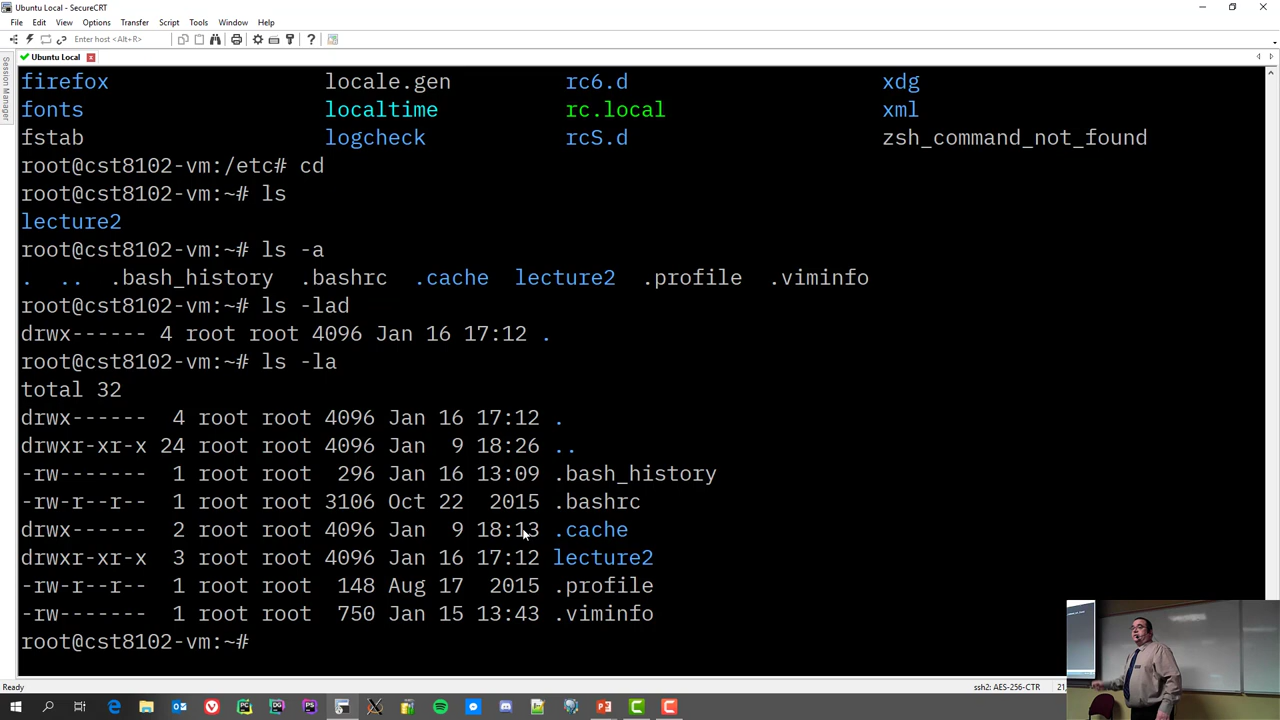 Ubuntu Local - SecureCRT
File Edit View Options Transfer Script Tools Window Help
Enter host <Alt+R>
Ubuntu Local
Session Manager
firefox locale.gen rc6.d xdg
fonts localtime rc.local xml
fstab logcheck rcS.d zsh_command_not_found
root@cst8102-vm:/etc# cd
root@cst8102-vm:~# ls
lecture2
root@cst8102-vm:~# ls -a
. .. .bash_history .bashrc .cache lecture2 .profile .viminfo
root@cst8102-vm:~# ls -lad
drwx------ 4 root root 4096 Jan 16 17:12 .
root@cst8102-vm:~# ls -la
total 32
drwx------ 4 root root 4096 Jan 16 17:12 .
drwxr-xr-x 24 root root 4096 Jan 9 18:26 ..
-rw------- 1 root root 296 Jan 16 13:09 .bash_history
-rw-r--r-- 1 root root 3106 Oct 22 2015 .bashrc
drwx------ 2 root root 4096 Jan 9 18:13 .cache
drwxr-xr-x 3 root root 4096 Jan 16 17:12 lecture2
-rw-r--r-- 1 root root 148 Aug 17 2015 .profile
-rw------- 1 root root 750 Jan 15 13:43 .viminfo
root@cst8102-vm:~#
Ready ssh2: AES-256-CTR 21,
PC DG PS